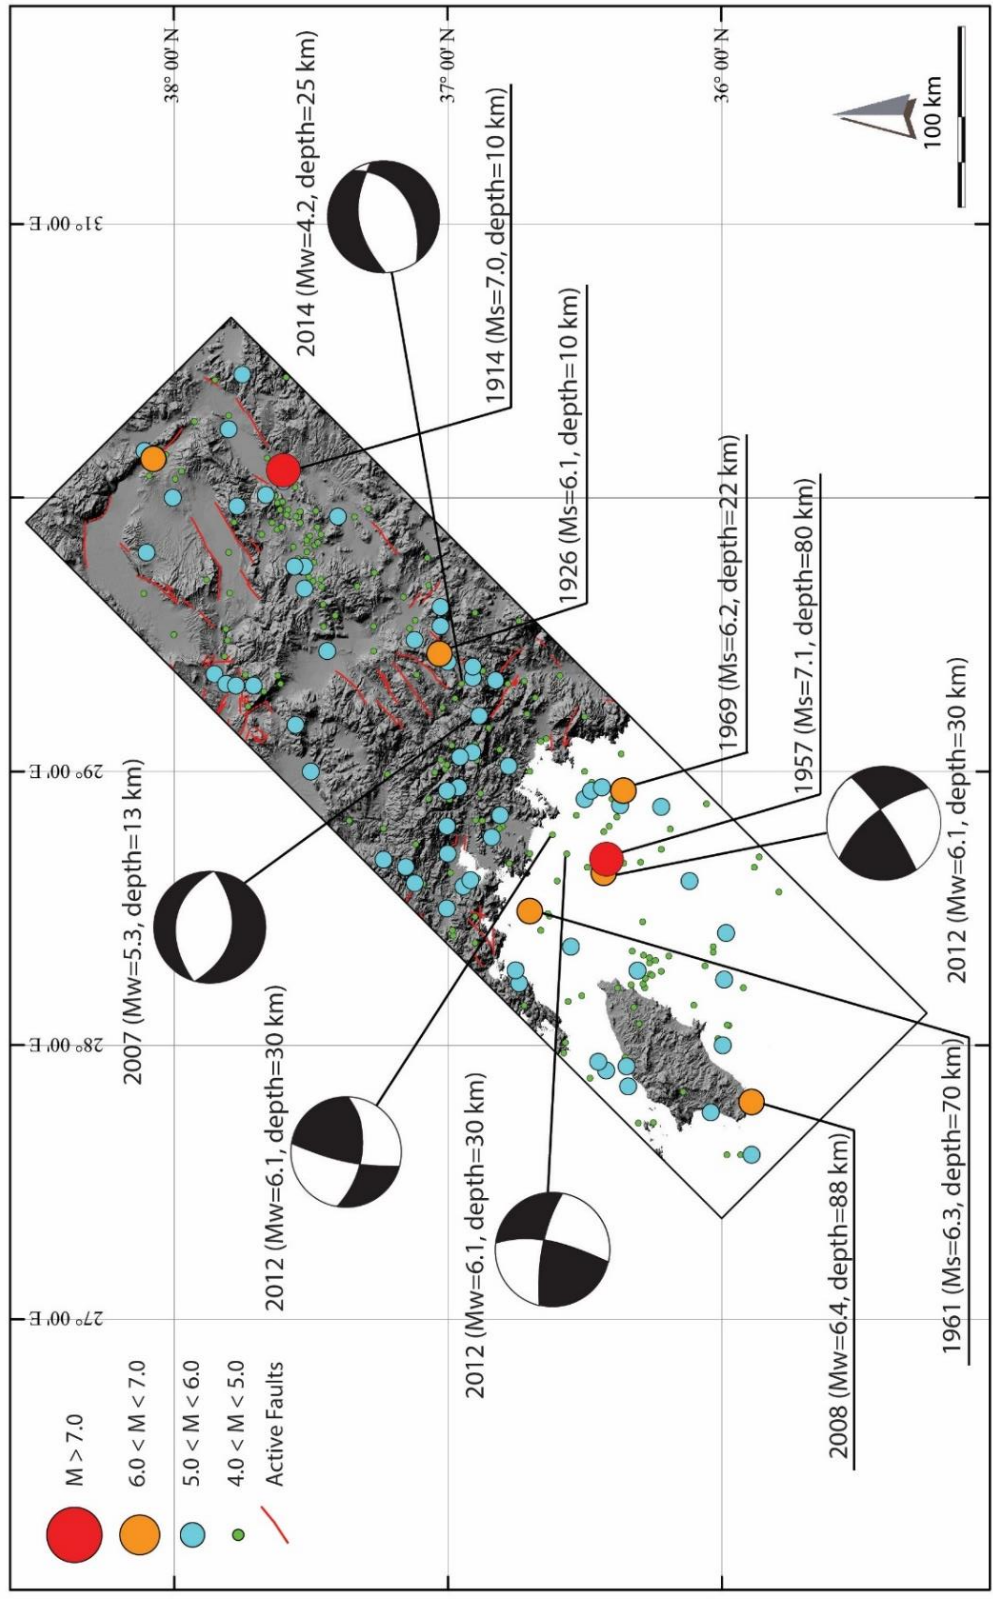 M > 7.0
6.0 < M < 7.0
5.0 < M < 6.0
4.0 < M < 5.0
Active Faults
27° 00' E
28° 00' E
29° 00' E
31° 00' E
38° 00' N
37° 00' N
36° 00' N
2007 (Mw=5.3, depth=13 km)
2012 (Mw=6.1, depth=30 km)
2012 (Mw=6.1, depth=30 km)
2014 (Mw=4.2, depth=25 km)
1914 (Ms=7.0, depth=10 km)
1926 (Ms=6.1, depth=10 km)
1969 (Ms=6.2, depth=22 km)
1957 (Ms=7.1, depth=80 km)
2012 (Mw=6.1, depth=30 km)
2008 (Mw=6.4, depth=88 km)
1961 (Ms=6.3, depth=70 km)
100 km